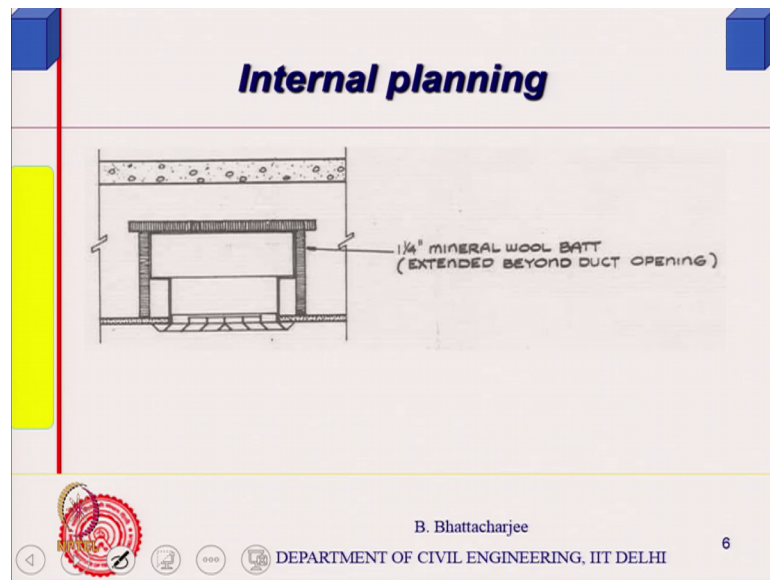 Internal planning
1¼" MINERAL WOOL BATT
(EXTENDED BEYOND DUCT OPENING)
B. Bhattacharjee
6
NPTEL
DEPARTMENT OF CIVIL ENGINEERING, IIT DELHI